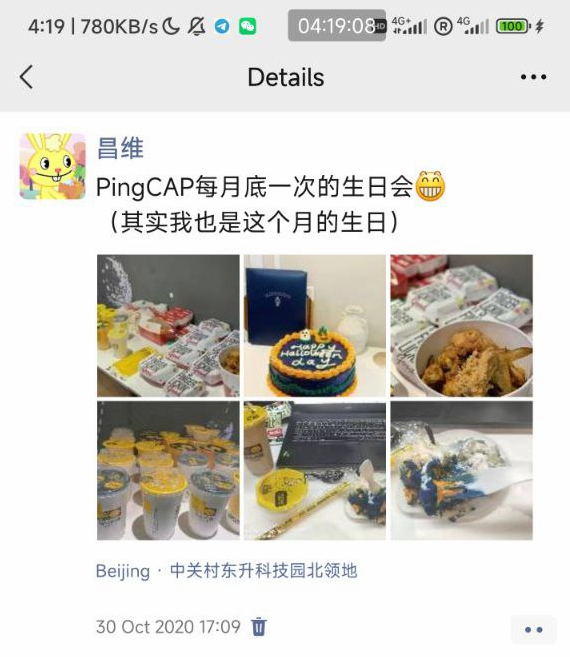 4:19 | 780KB/s 04:19:08 HD 4G+ R 4G 100
Details
昌维
PingCAP每月底一次的生日会😁
（其实我也是这个月的生日）
Happy
Halloween
day
Beijing · 中关村东升科技园北领地
30 Oct 2020 17:09